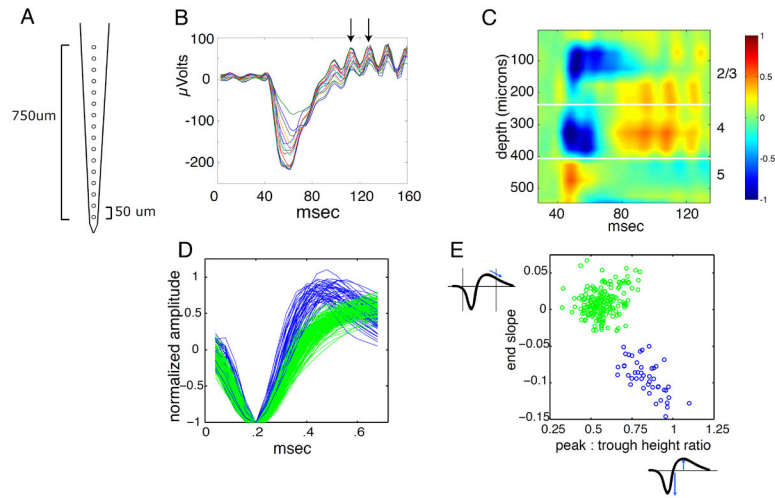 A
750um
50 um
B
µVolts
100
0
-100
-200
0 40 80 120 160
msec
C
depth (microns)
100
200
300
400
500
2/3
4
5
40 80 120
msec
1
0.5
0
-0.5
-1
D
normalized amplitude
1
0.5
0
−0.5
−1
0 .2 .4 .6
msec
E
end slope
0.05
0
−0.05
−0.1
−0.15
0.25 0.5 0.75 1 1.25
peak : trough height ratio